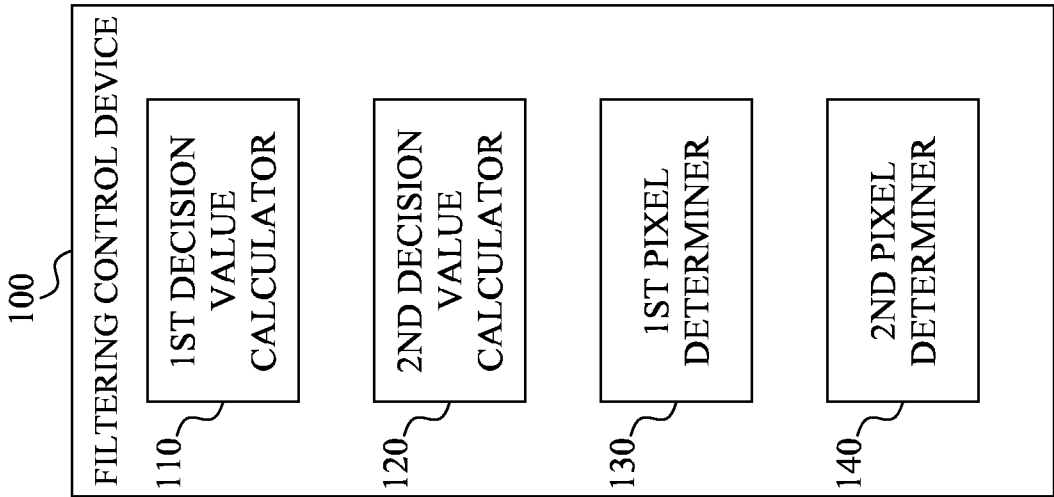 100
FILTERING CONTROL DEVICE
110
1ST DECISION
VALUE
CALCULATOR
120
2ND DECISION
VALUE
CALCULATOR
130
1ST PIXEL
DETERMINER
140
2ND PIXEL
DETERMINER